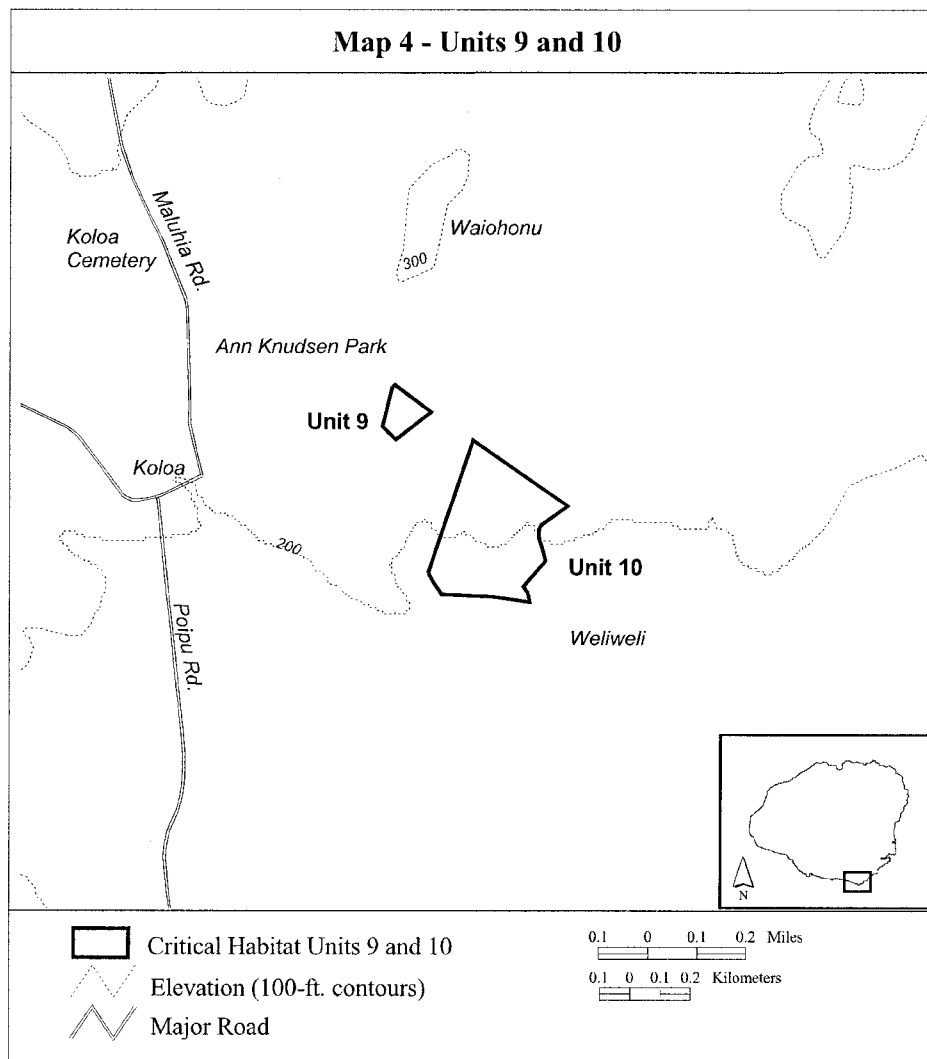 Map 4 - Units 9 and 10
Maluhia Rd.
Koloa
Cemetery
Waiohonu
300
Ann Knudsen Park
Unit 9
Koloa
200
Unit 10
Poipu Rd.
Weliweli
N
Critical Habitat Units 9 and 10
Elevation (100-ft. contours)
Major Road
0.1 0 0.1 0.2 Miles
0.1 0 0.1 0.2 Kilometers